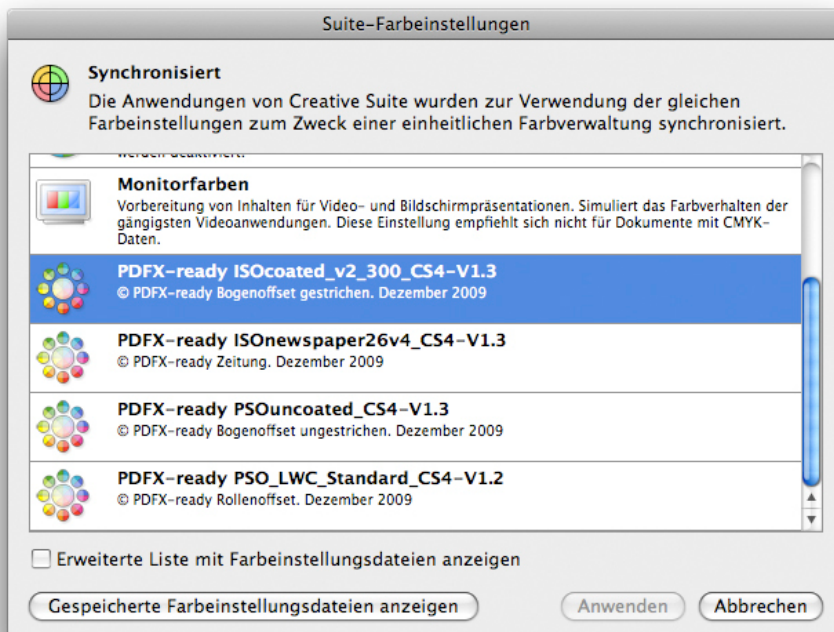 Suite-Farbeinstellungen
Synchronisiert
Die Anwendungen von Creative Suite wurden zur Verwendung der gleichen
Farbeinstellungen zum Zweck einer einheitlichen Farbverwaltung synchronisiert.
werden deaktiviert.
Monitorfarben
Vorbereitung von Inhalten für Video- und Bildschirmpräsentationen. Simuliert das Farbverhalten der
gängigsten Videoanwendungen. Diese Einstellung empfiehlt sich nicht für Dokumente mit CMYK-
Daten.
PDFX-ready ISOcoated_v2_300_CS4-V1.3
© PDFX-ready Bogenoffset gestrichen. Dezember 2009
PDFX-ready ISOnewspaper26v4_CS4-V1.3
© PDFX-ready Zeitung. Dezember 2009
PDFX-ready PSOuncoated_CS4-V1.3
© PDFX-ready Bogenoffset ungestrichen. Dezember 2009
PDFX-ready PSO_LWC_Standard_CS4-V1.2
© PDFX-ready Rollenoffset. Dezember 2009
Erweiterte Liste mit Farbeinstellungsdateien anzeigen
Gespeicherte Farbeinstellungsdateien anzeigen
Anwenden
Abbrechen